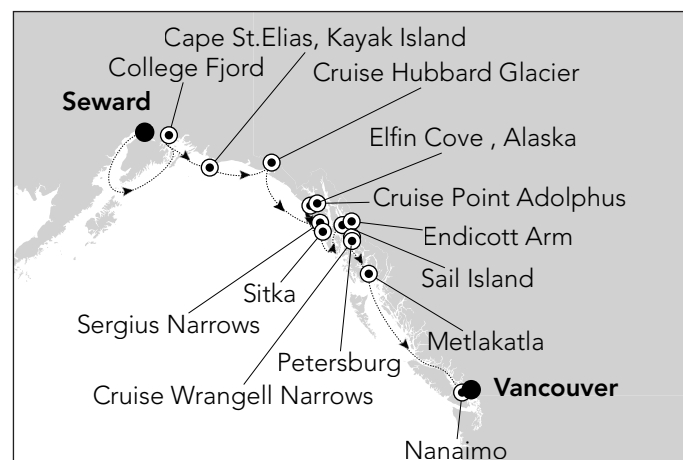 Cape St.Elias, Kayak Island
College Fjord
Cruise Hubbard Glacier
Seward
Elfin Cove , Alaska
Cruise Point Adolphus
Endicott Arm
Sail Island
Sitka
Sergius Narrows
Metlakatla
Petersburg
Cruise Wrangell Narrows
Vancouver
Nanaimo